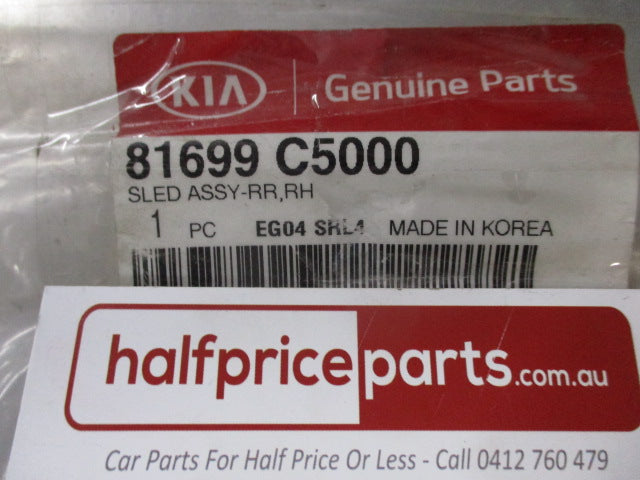 KIA Genuine Parts
81699 C5000
SLED ASSY-RR,RH
1 PC EG04 SRL4 MADE IN KOREA
halfpriceparts.com.au
Car Parts For Half Price Or Less - Call 0412 760 479